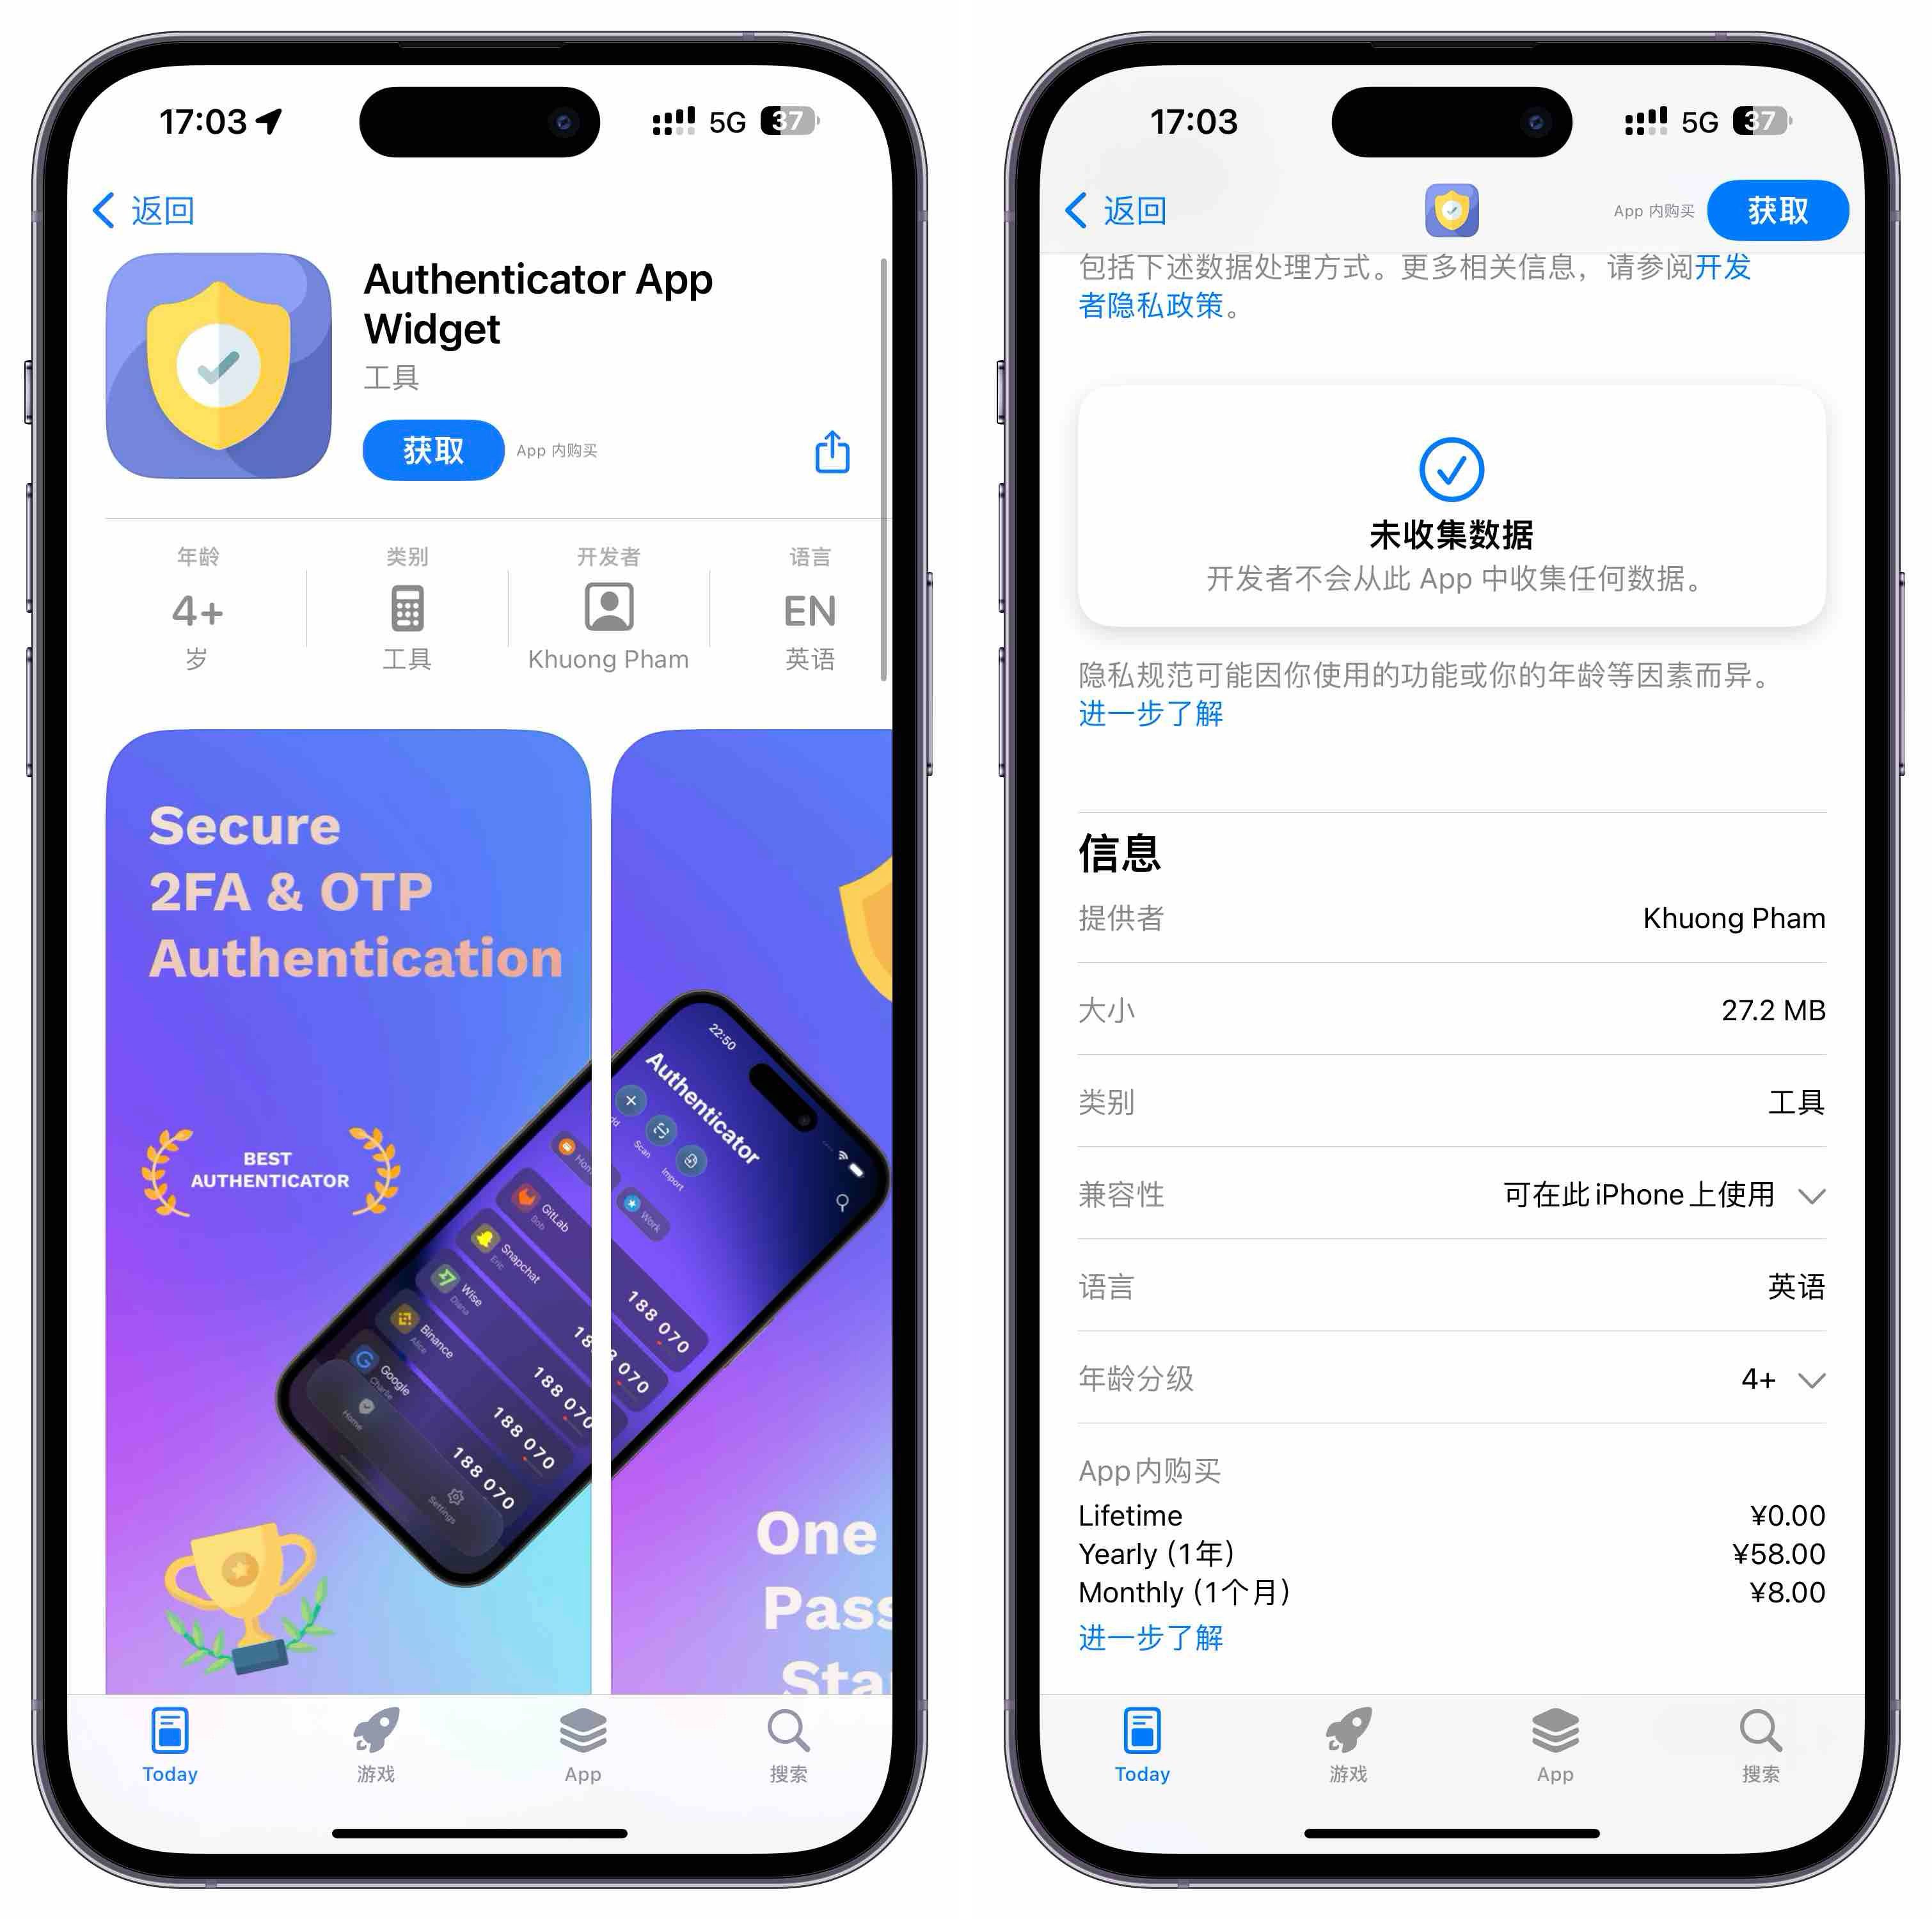 17:03
5G
37
返回
Authenticator App
Widget
工具
获取
App 内购买
年龄
4+
岁
类别
工具
开发者
Khuong Pham
语言
EN
英语
Secure
2FA & OTP
Authentication
BEST
AUTHENTICATOR
22:50
Authenticator
Scan
Import
Work
GitLab
Bob
188 070
Snapchat
Eric
Wise
Diana
188 070
Binance
Alice
188 070
Google
Charlie
188 070
Home
Settings
One
Today
游戏
App
搜索
17:03
5G
37
返回
App 内购买
获取
包括下述数据处理方式。更多相关信息，请参阅开发
者隐私政策。
未收集数据
开发者不会从此 App 中收集任何数据。
隐私规范可能因你使用的功能或你的年龄等因素而异。
进一步了解
信息
提供者
Khuong Pham
大小
27.2 MB
类别
工具
兼容性
可在此 iPhone 上使用
语言
英语
年龄分级
4+
App 内购买
Lifetime
¥0.00
Yearly (1年)
¥58.00
Monthly (1个月)
¥8.00
进一步了解
Today
游戏
App
搜索